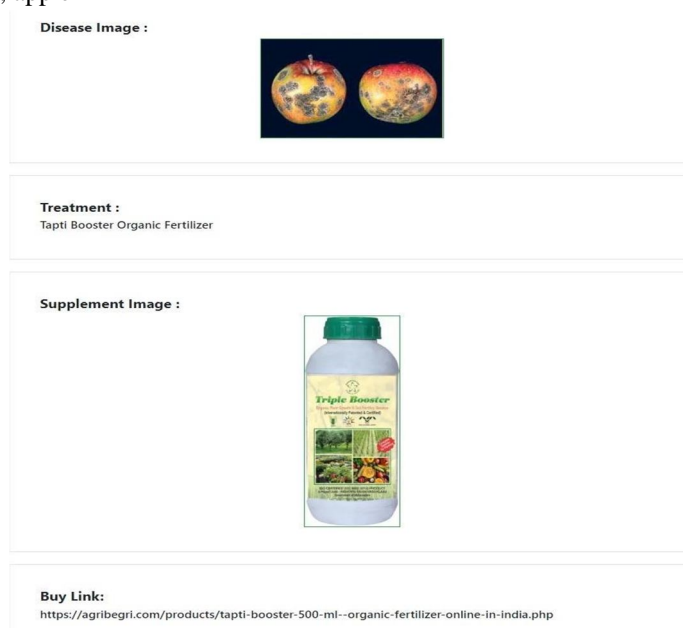 Disease Image :
Treatment :
Tapti Booster Organic Fertilizer
Supplement Image :
Triple Booster
Buy Link:
https://agribegri.com/products/tapti-booster-500-ml--organic-fertilizer-online-in-india.php